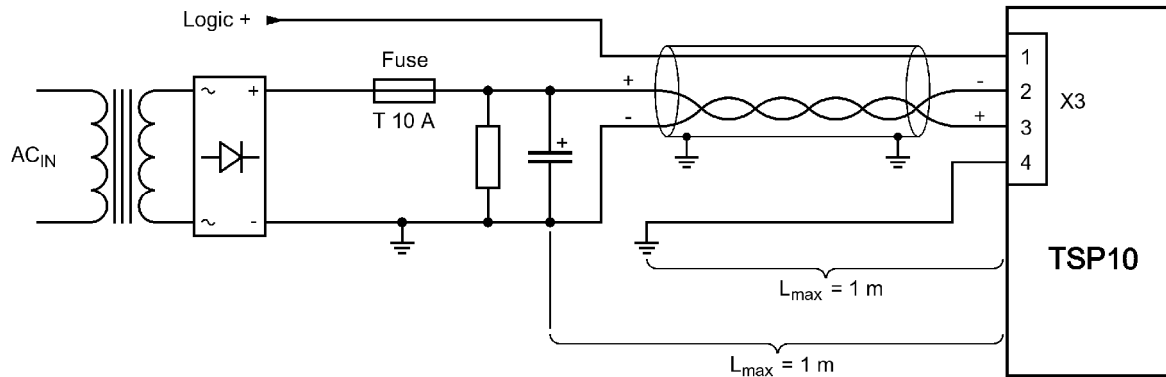 Logic +
Fuse
T 10 A
AC_IN
~ +
~ -
+
+
-
-
+
1
2
3
4
X3
TSP10
L_max = 1 m
L_max = 1 m